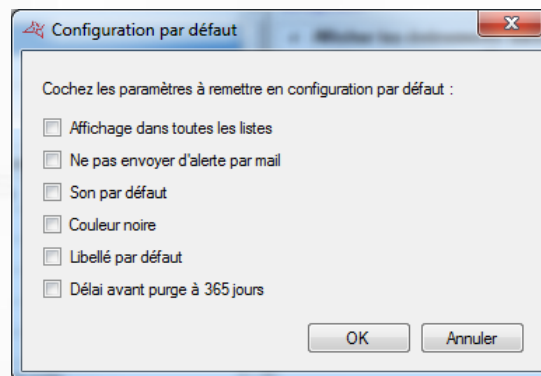 Configuration par défaut
Cochez les paramètres à remettre en configuration par défaut :
Affichage dans toutes les listes
Ne pas envoyer d'alerte par mail
Son par défaut
Couleur noire
Libellé par défaut
Délai avant purge à 365 jours
OK
Annuler